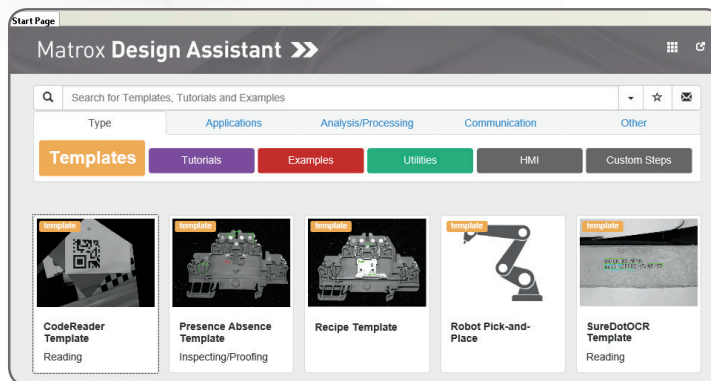 Start Page
Matrox Design Assistant
Search for Templates, Tutorials and Examples
Type Applications Analysis/Processing Communication Other
Templates Tutorials Examples Utilities HMI Custom Steps
template template template template template
CodeReader Template
Reading
Presence Absence Template
Inspecting/Proofing
Recipe Template
Robot Pick-and-Place
SureDotOCR Template
Reading